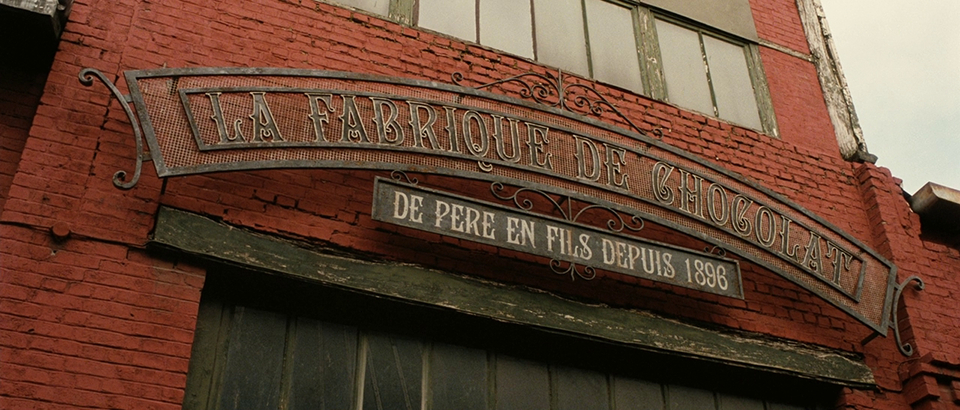 LA FABRIQUE DE CHOCOLAT
DE PERE EN FILS DEPUIS 1896